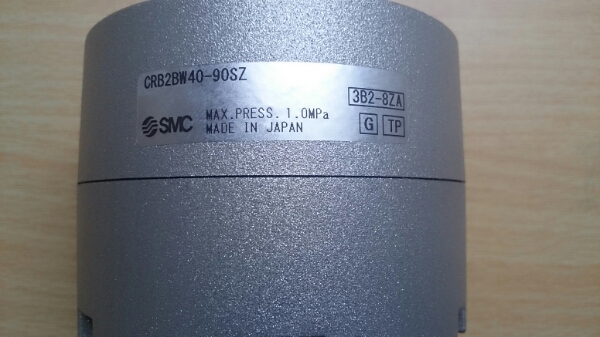 CRB2BW40-90SZ
3B2-8ZA
SMC MAX.PRESS. 1.0MPa
MADE IN JAPAN
G TP